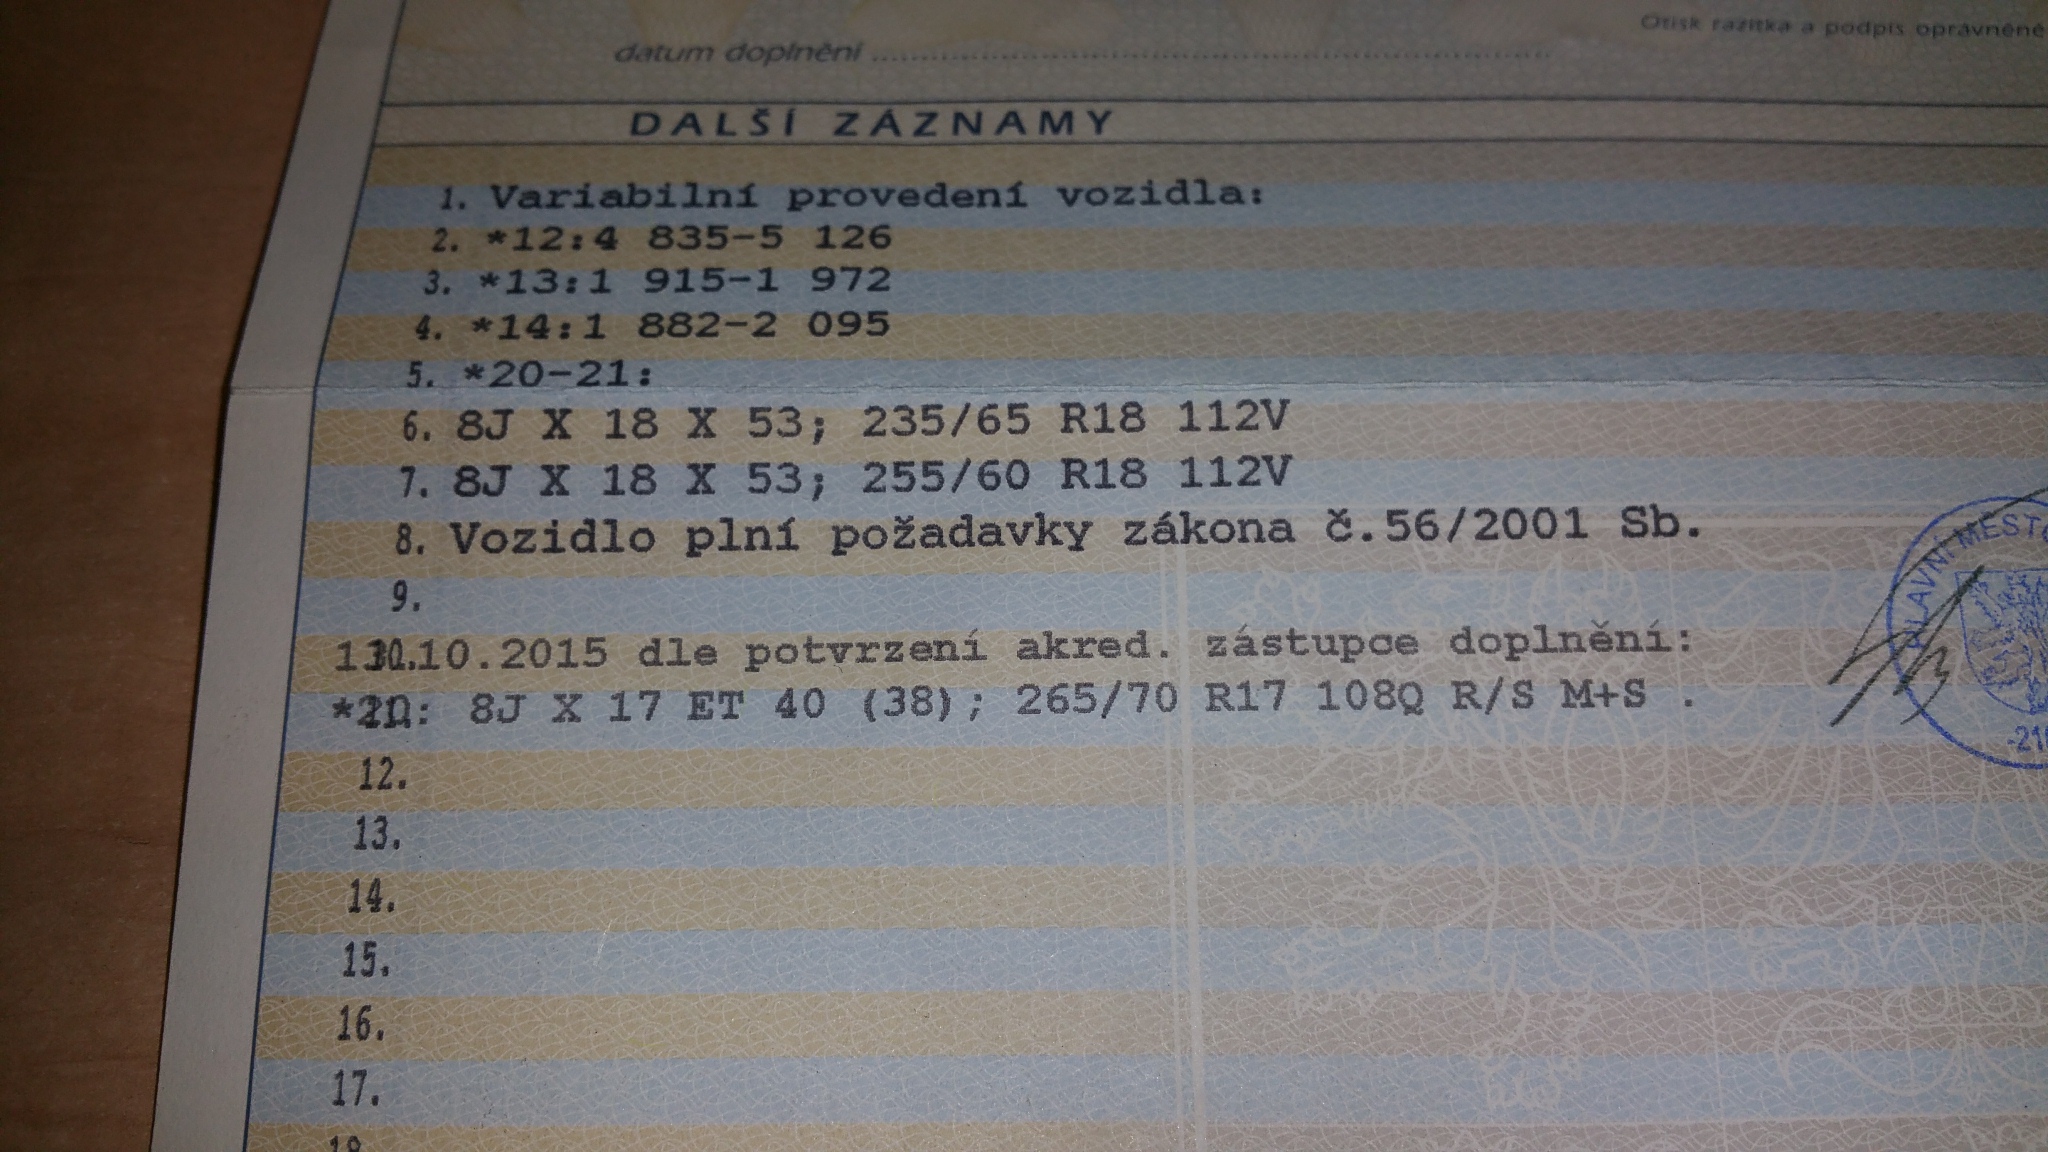 Otisk razítka a podpis oprávněné
datum doplnění
DALŠÍ ZÁZNAMY
1. Variabilní provedení vozidla:
2. *12:4 835-5 126
3. *13:1 915-1 972
4. *14:1 882-2 095
5. *20-21:
6. 8J X 18 X 53; 235/65 R18 112V
7. 8J X 18 X 53; 255/60 R18 112V
8. Vozidlo plní požadavky zákona č.56/2001 Sb.
9.
10.2015 dle potvrzení akred. zástupce doplnění:
8J X 17 ET 40 (38); 265/70 R17 108Q R/S M+S .
HLAVNÍ MĚSTO
12.
13.
14.
15.
16.
17.
18